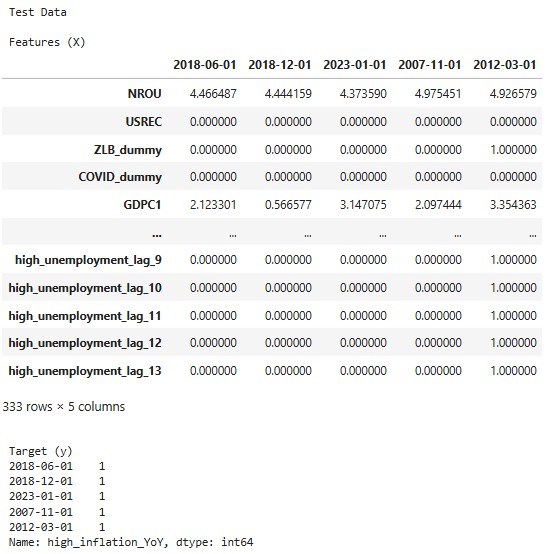 Test Data
Features (X)
2018-06-01 2018-12-01 2023-01-01 2007-11-01 2012-03-01
NROU 4.466487 4.444159 4.373590 4.975451 4.926579
USREC 0.000000 0.000000 0.000000 0.000000 0.000000
ZLB_dummy 0.000000 0.000000 0.000000 0.000000 1.000000
COVID_dummy 0.000000 0.000000 0.000000 0.000000 0.000000
GDPC1 2.123301 0.566577 3.147075 2.097444 3.354363
... ... ... ... ... ...
high_unemployment_lag_9 0.000000 0.000000 0.000000 0.000000 1.000000
high_unemployment_lag_10 0.000000 0.000000 0.000000 0.000000 1.000000
high_unemployment_lag_11 0.000000 0.000000 0.000000 0.000000 1.000000
high_unemployment_lag_12 0.000000 0.000000 0.000000 0.000000 1.000000
high_unemployment_lag_13 0.000000 0.000000 0.000000 0.000000 1.000000
333 rows × 5 columns
Target (y)
2018-06-01 1
2018-12-01 1
2023-01-01 1
2007-11-01 1
2012-03-01 1
Name: high_inflation_YoY, dtype: int64